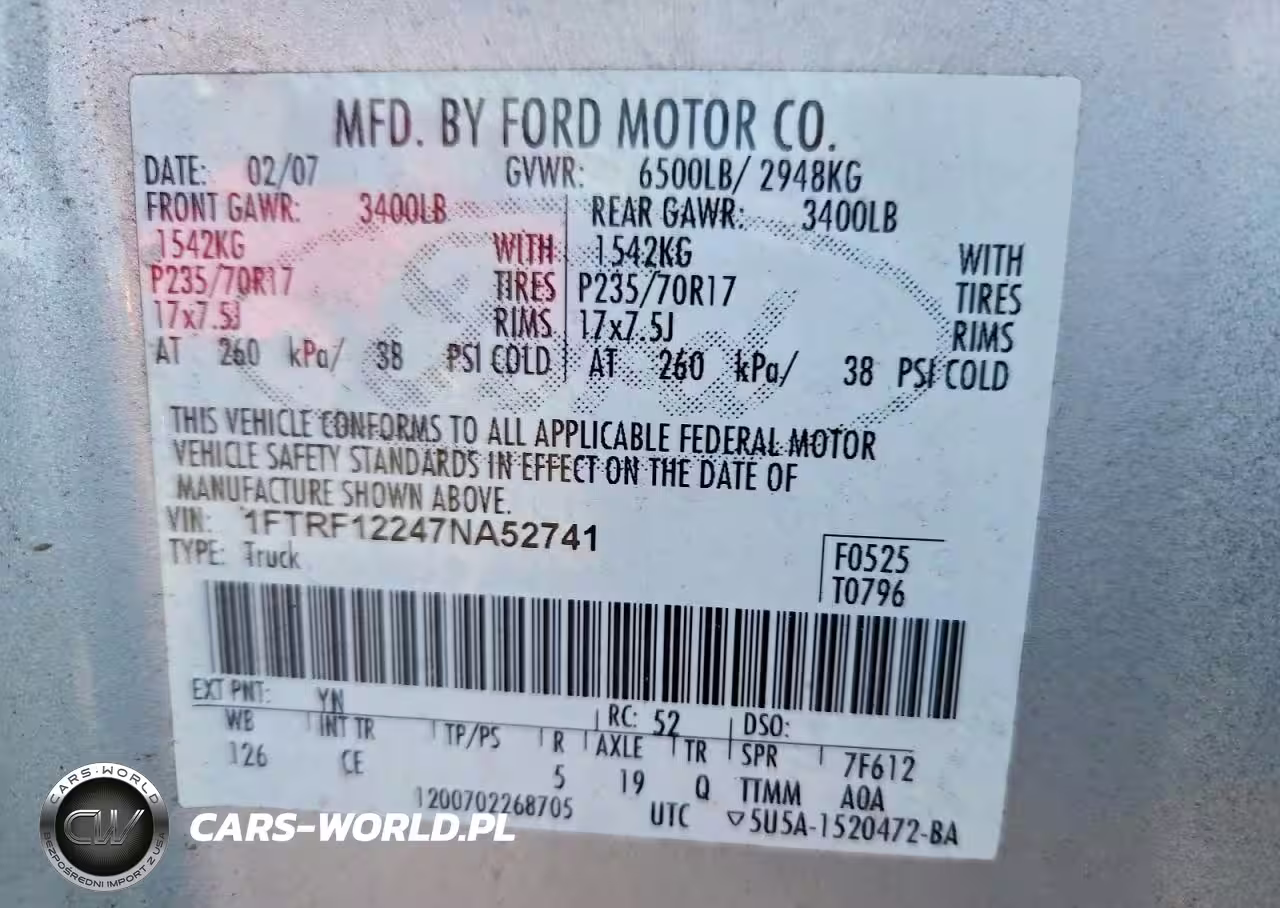 MFD. BY FORD MOTOR CO.
DATE: 02/07 GVWR: 6500LB/ 2948KG
FRONT GAWR: 3400LB REAR GAWR: 3400LB
1542KG WITH 1542KG WITH
P235/70R17 TIRES P235/70R17 TIRES
17x7.5J RIMS 17x7.5J RIMS
AT 260 kPa/ 38 PSI COLD AT 260 kPa/ 38 PSI COLD
THIS VEHICLE CONFORMS TO ALL APPLICABLE FEDERAL MOTOR
VEHICLE SAFETY STANDARDS IN EFFECT ON THE DATE OF
MANUFACTURE SHOWN ABOVE.
VIN: 1FTRF12247NA52741
TYPE: Truck
F0525
T0796
EXT PNT: YN RC: 52 DSO:
WB INT TR TP/PS R AXLE TR SPR 7F612
126 CE 5 19 Q TTMM AOA
1200702268705 UTC ▽5U5A-1520472-BA
CARS-WORLD
CW
BEZPOŚREDNI IMPORT Z USA
CARS-WORLD.PL